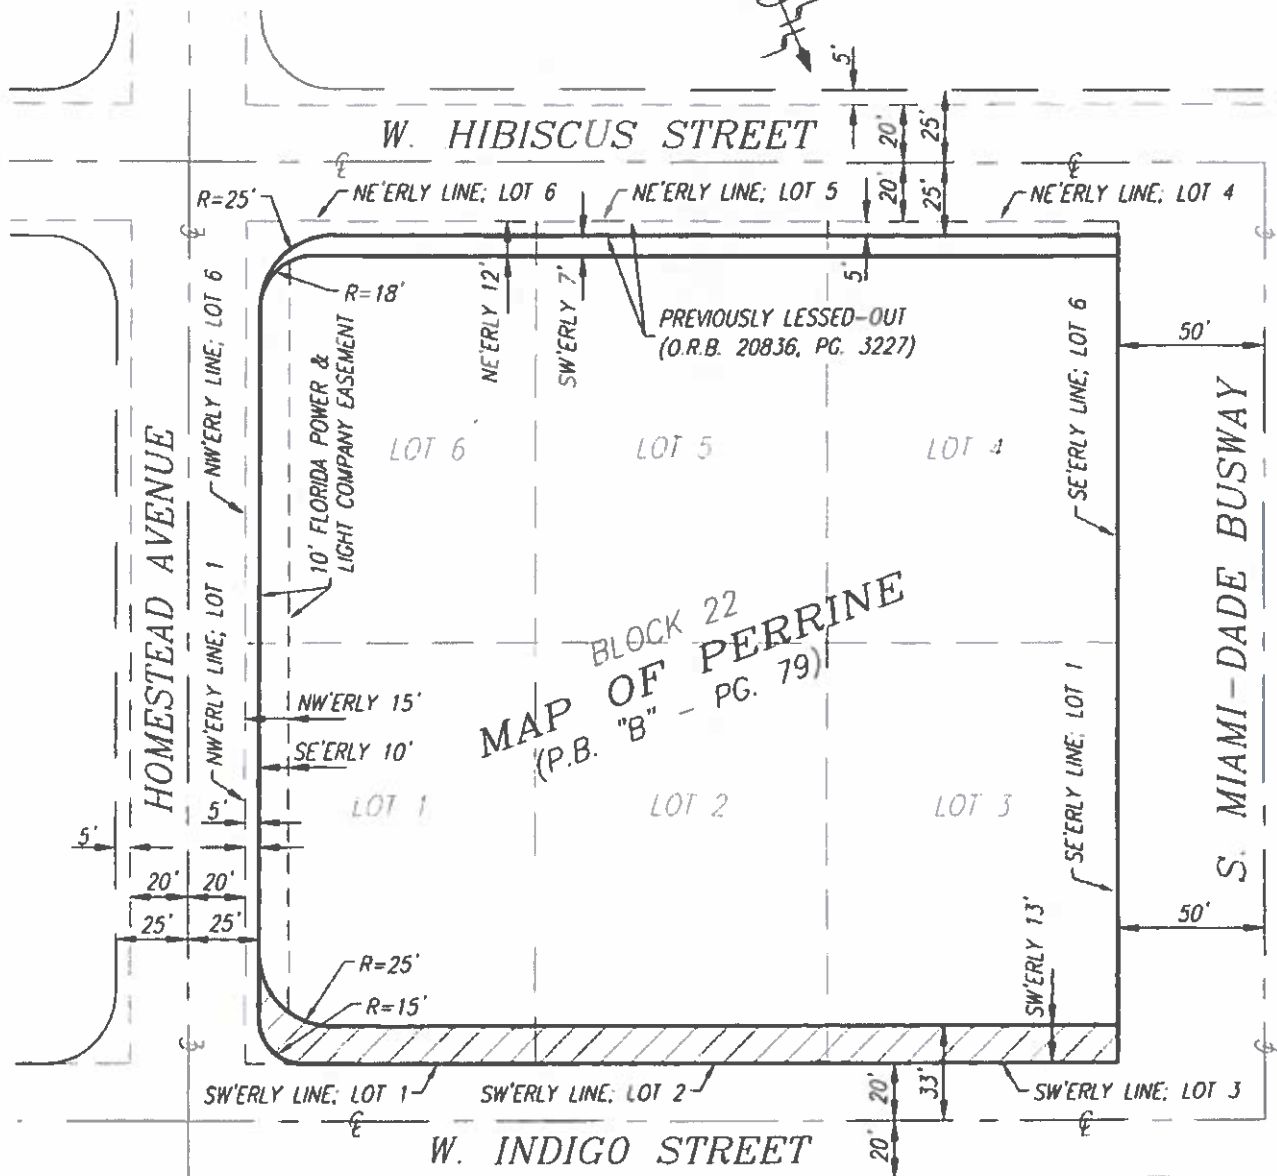 5'
W. HIBISCUS STREET
20'
25'
℄
℄
R=25'
NE'ERLY LINE; LOT 6
NE'ERLY LINE; LOT 5
20'
25'
NE'ERLY LINE; LOT 4
℄
℄
R=18'
NE'ERLY 12'
SW'ERLY 7'
5'
PREVIOUSLY LESSED-OUT
(O.R.B. 20836, PG. 3227)
50'
NW'ERLY LINE; LOT 6
10' FLORIDA POWER &
LIGHT COMPANY EASEMENT
SE'ERLY LINE; LOT 6
LOT 6
LOT 5
LOT 4
HOMESTEAD AVENUE
S. MIAMI-DADE BUSWAY
NW'ERLY LINE; LOT 1
BLOCK 22
MAP OF PERRINE
(P.B. "B" - PG. 79)
NW'ERLY 15'
SE'ERLY 10'
SE'ERLY LINE; LOT 1
LOT 1
LOT 2
LOT 3
5'
5'
20'
20'
25'
25'
50'
SW'ERLY 13'
R=25'
R=15'
℄
℄
SW'ERLY LINE; LOT 1
SW'ERLY LINE; LOT 2
20'
33'
SW'ERLY LINE; LOT 3
℄
℄
W. INDIGO STREET
20'